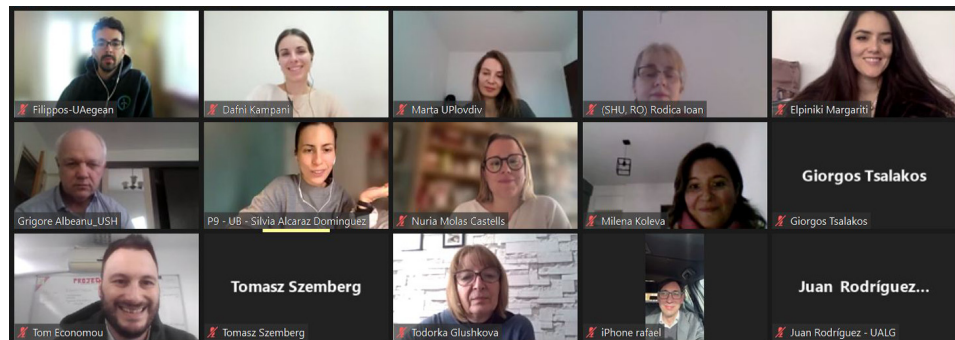 Filippos-UAegean
Dafni Kampani
Marta UPlovdiv
(SHU, RO) Rodica Ioan
Elpiniki Margariti
Grigore Albeanu_USH
P9 - UB - Silvia Alcaraz Dominguez
Nuria Molas Castells
Milena Koleva
Giorgos Tsalakos
Giorgos Tsalakos
Tom Economou
Tomasz Szemberg
Tomasz Szemberg
Todorka Glushkova
iPhone rafael
Juan Rodríguez...
Juan Rodríguez - UALG